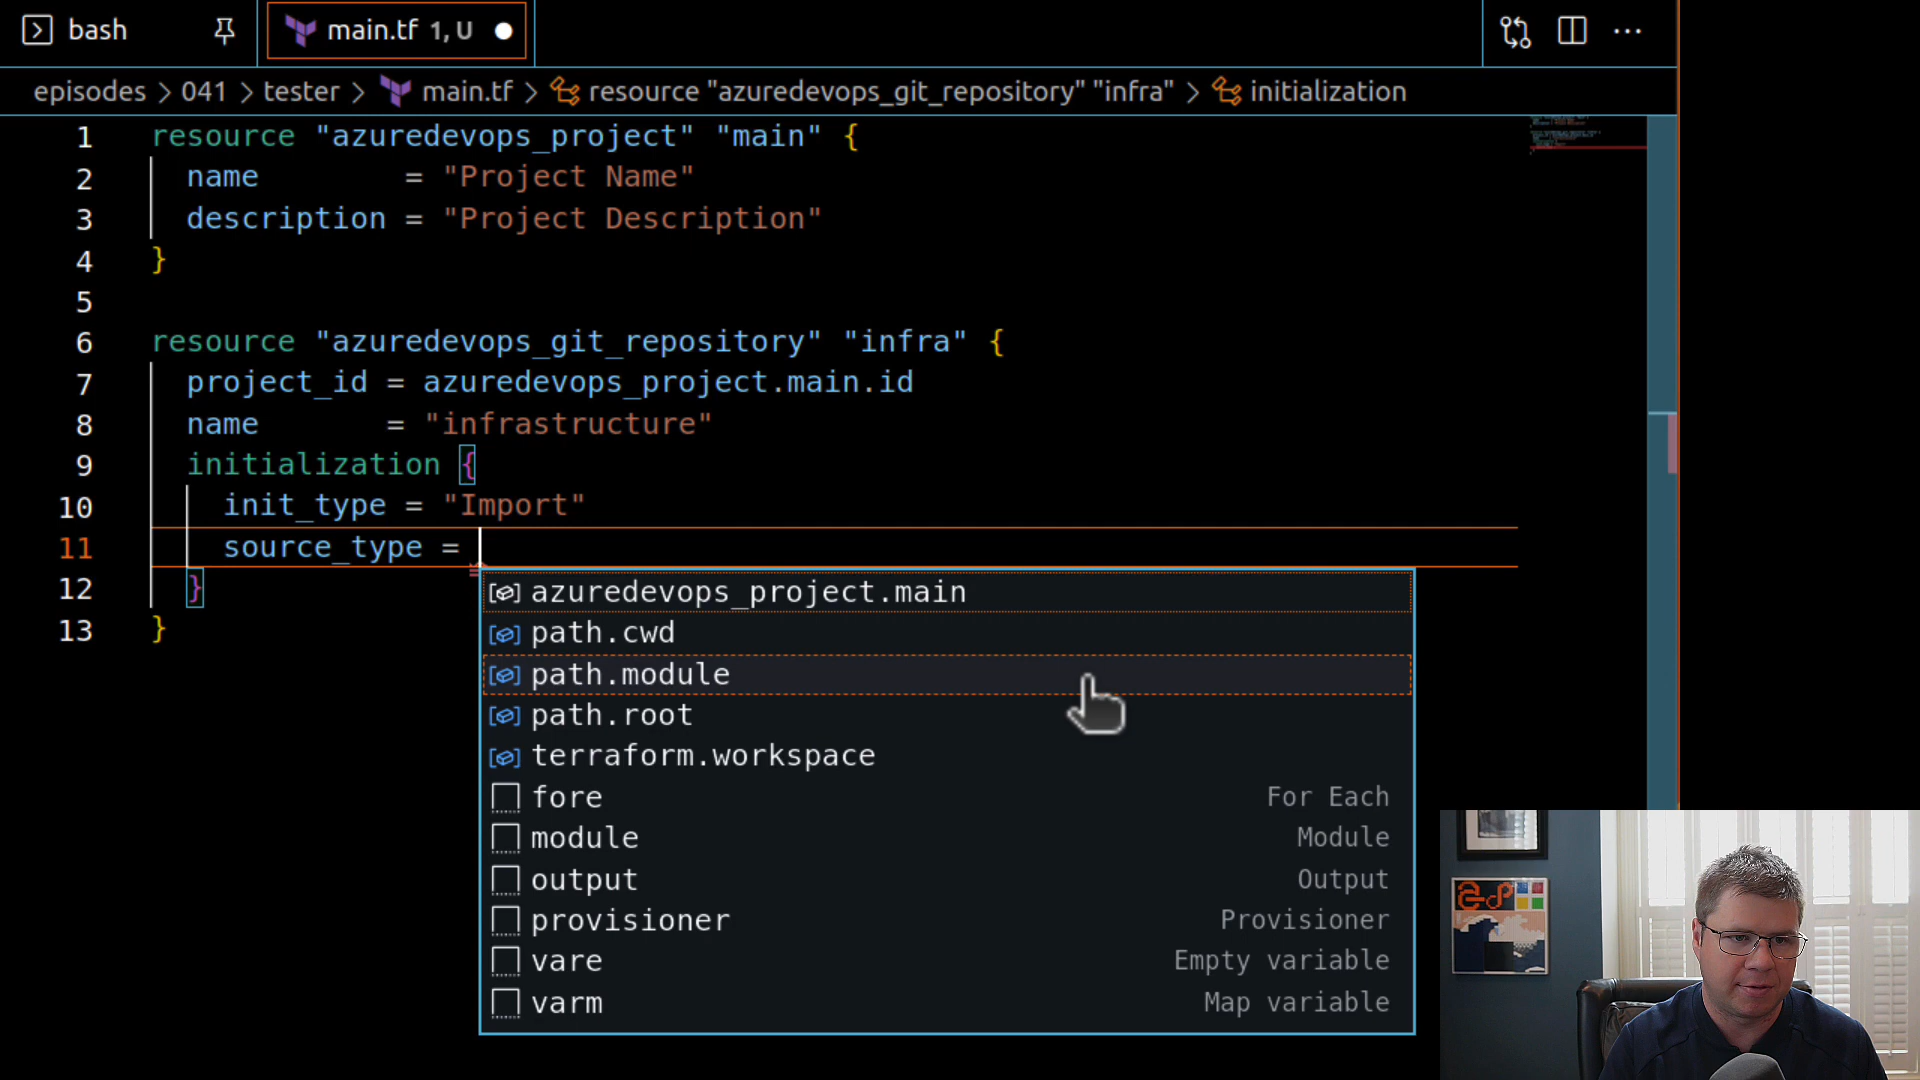 bash
main.tf 1, U
episodes > 041 > tester > main.tf > resource "azuredevops_git_repository" "infra" > initialization
1 resource "azuredevops_project" "main" {
2 name = "Project Name"
3 description = "Project Description"
4 }
5
6 resource "azuredevops_git_repository" "infra" {
7 project_id = azuredevops_project.main.id
8 name = "infrastructure"
9 initialization {
10 init_type = "Import"
11 source_type =
12 }
13 }
azuredevops_project.main
path.cwd
path.module
path.root
terraform.workspace
fore For Each
module Module
output Output
provisioner Provisioner
vare Empty variable
varm Map variable